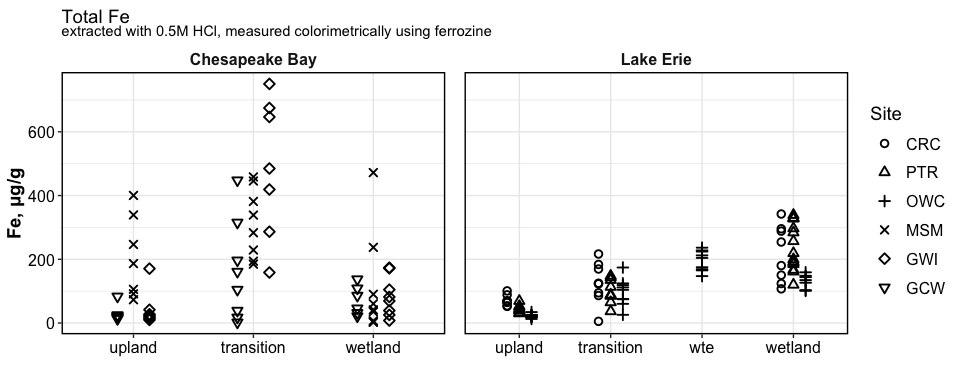 Total Fe
extracted with 0.5M HCl, measured colorimetrically using ferrozine
Chesapeake Bay
Lake Erie
Fe, μg/g
600
400
200
0
upland
transition
wetland
upland
transition
wte
wetland
Site
CRC
PTR
OWC
MSM
GWI
GCW